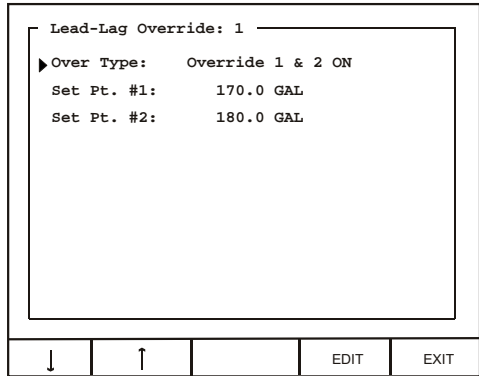 Lead-Lag Override: 1
Over Type: Override 1 & 2 ON
Set Pt. #1: 170.0 GAL
Set Pt. #2: 180.0 GAL
↓ ↑ EDIT EXIT